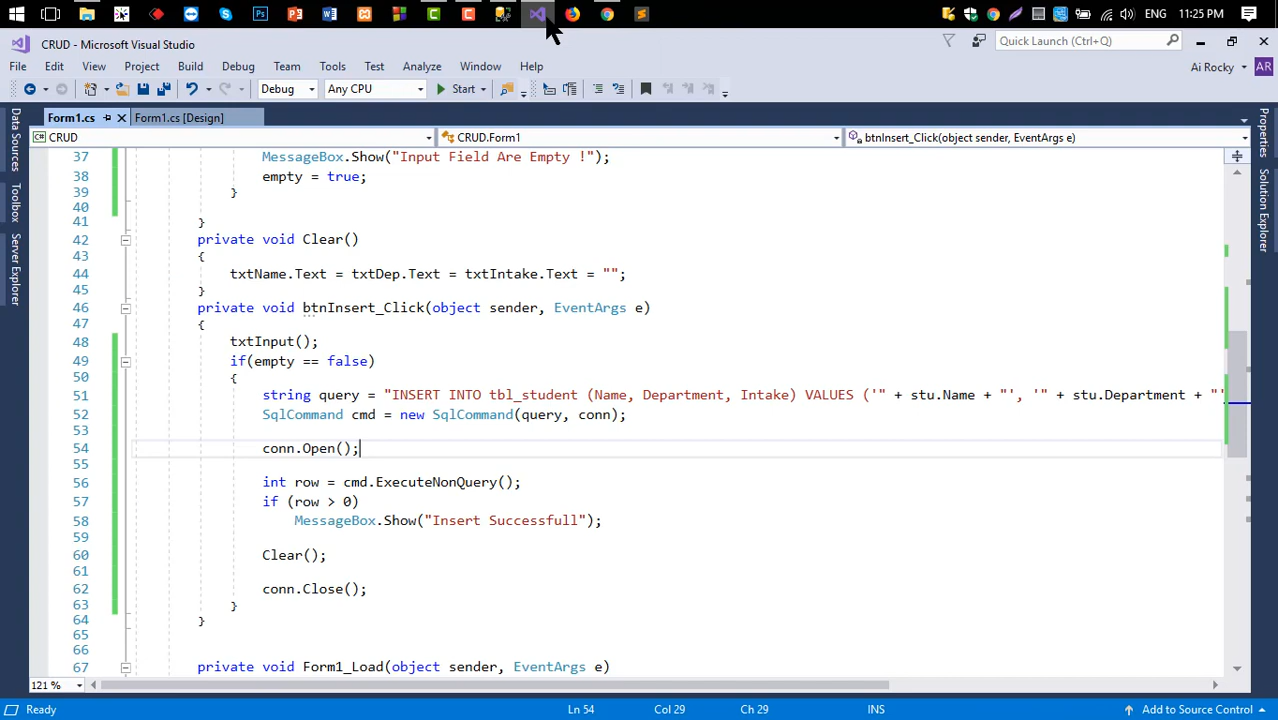 ENG 11:25 PM
CRUD - Microsoft Visual Studio
Quick Launch (Ctrl+Q)
File Edit View Project Build Debug Team Tools Test Analyze Window Help
Ai Rocky AR
Debug Any CPU Start
Form1.cs Form1.cs [Design]
CRUD CRUD.Form1 btnInsert_Click(object sender, EventArgs e)
Data Sources
Toolbox
Server Explorer
Properties
Solution Explorer
37 MessageBox.Show("Input Field Are Empty !");
38 empty = true;
39 }
40
41 }
42 private void Clear()
43 {
44 txtName.Text = txtDep.Text = txtIntake.Text = "";
45 }
46 private void btnInsert_Click(object sender, EventArgs e)
47 {
48 txtInput();
49 if(empty == false)
50 {
51 string query = "INSERT INTO tbl_student (Name, Department, Intake) VALUES ('" + stu.Name + "', '" + stu.Department + "'
52 SqlCommand cmd = new SqlCommand(query, conn);
53
54 conn.Open();
55
56 int row = cmd.ExecuteNonQuery();
57 if (row > 0)
58 MessageBox.Show("Insert Successfull");
59
60 Clear();
61
62 conn.Close();
63 }
64 }
65
66
67 private void Form1_Load(object sender, EventArgs e)
121 %
Ready Ln 54 Col 29 Ch 29 INS Add to Source Control